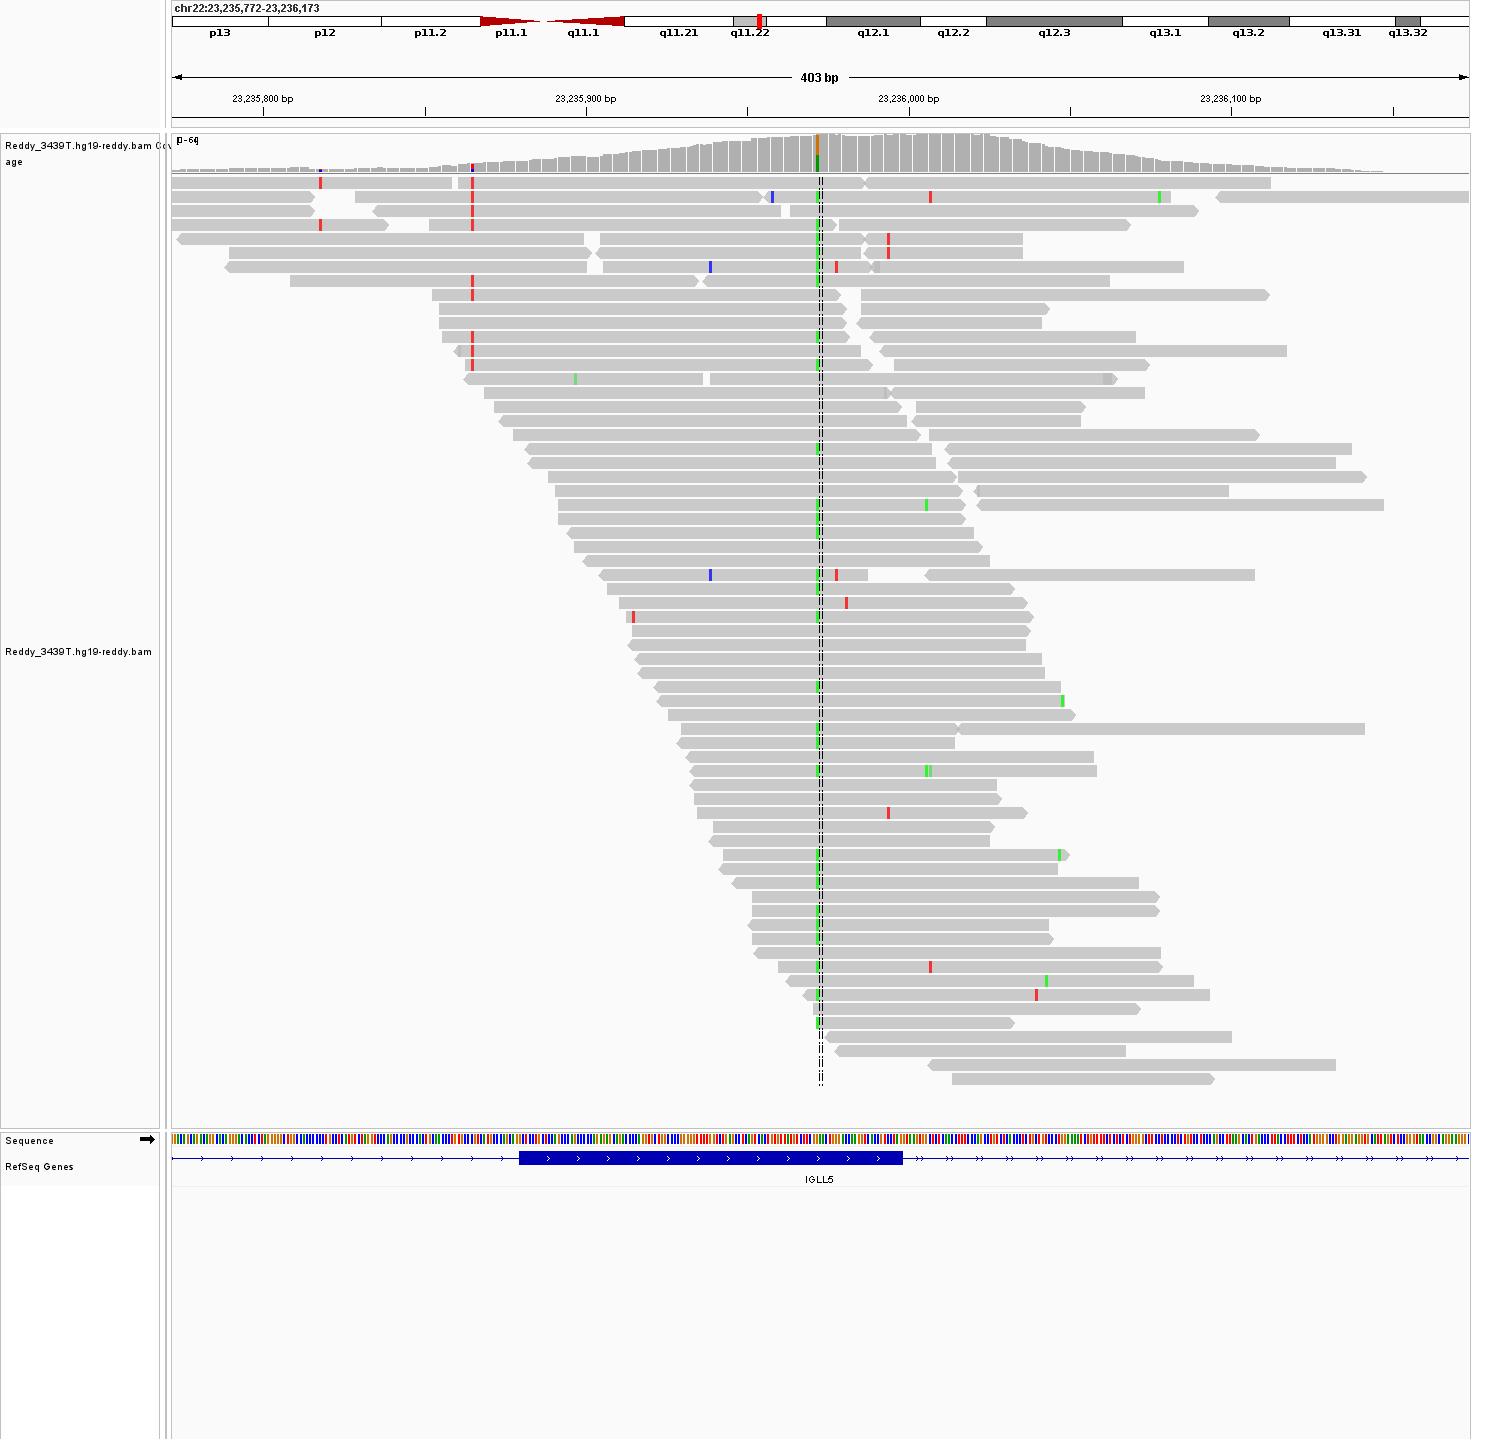 chr22:23,235,772-23,236,173
p13 p12 p11.2 p11.1 q11.1 q11.21 q11.22 q12.1 q12.2 q12.3 q13.1 q13.2 q13.31 q13.32
403 bp
23,235,800 bp 23,235,900 bp 23,236,000 bp 23,236,100 bp
Reddy_3439T.hg19-reddy.bam Cov
age
Reddy_3439T.hg19-reddy.bam
Sequence
RefSeq Genes
IGLL5